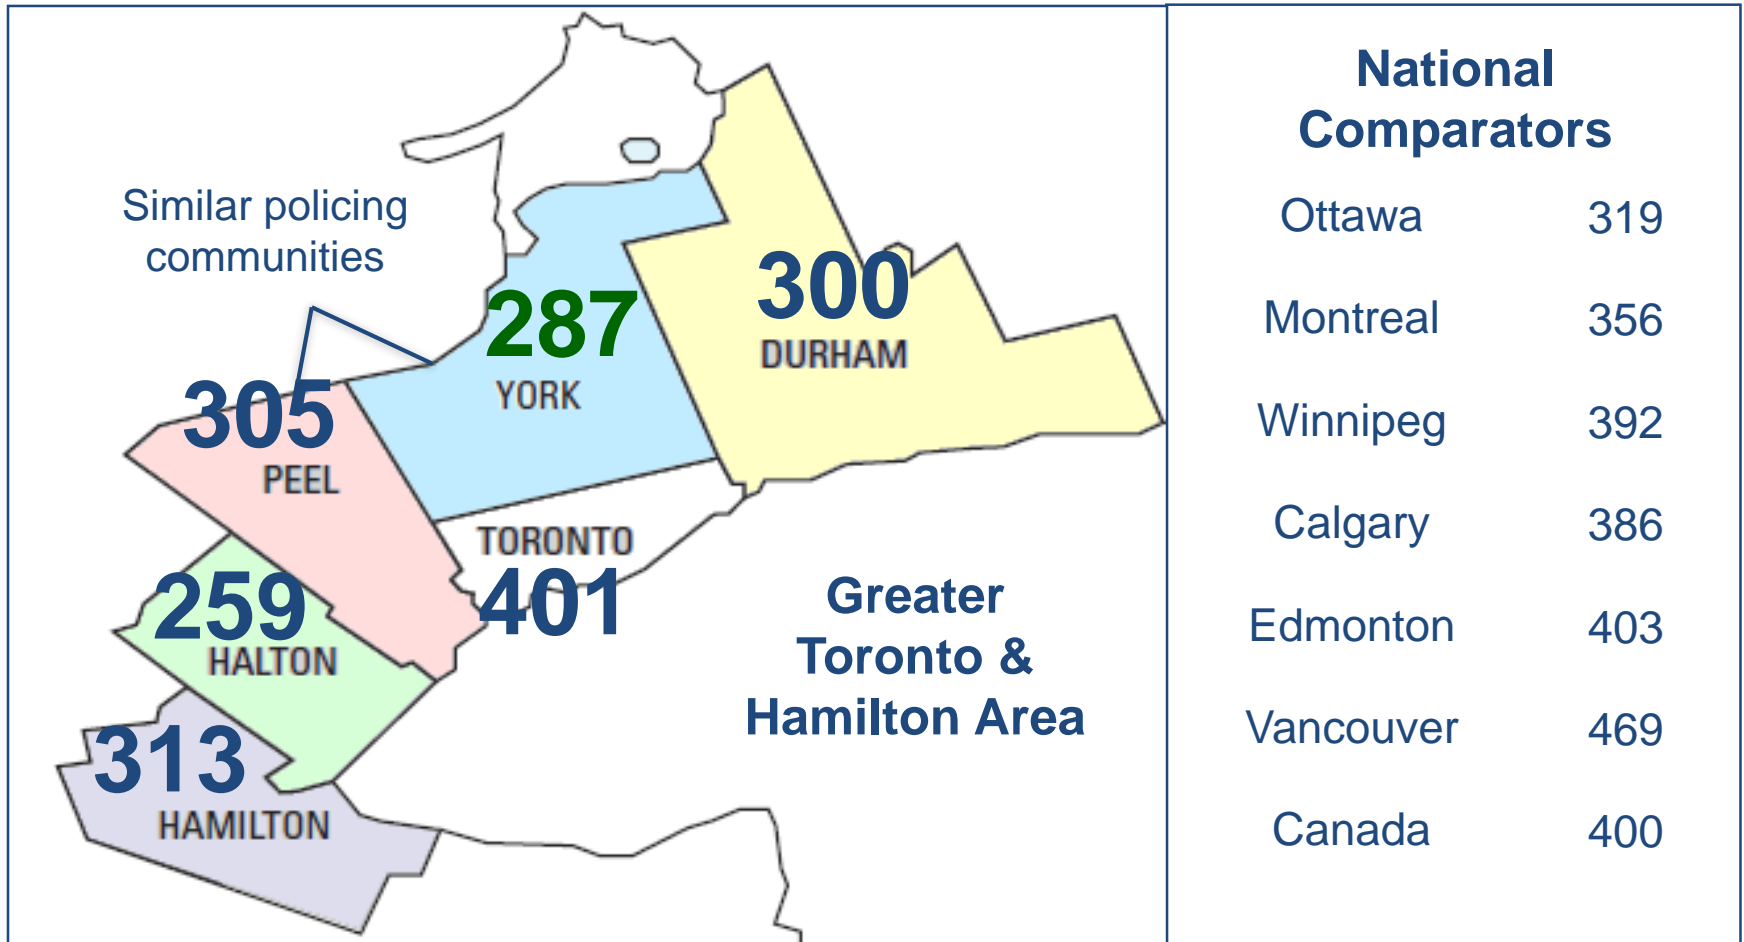 Similar policing
communities
287
YORK
300
DURHAM
305
PEEL
TORONTO
401
259
HALTON
313
HAMILTON
Greater
Toronto &
Hamilton Area
National
Comparators
Ottawa 319
Montreal 356
Winnipeg 392
Calgary 386
Edmonton 403
Vancouver 469
Canada 400